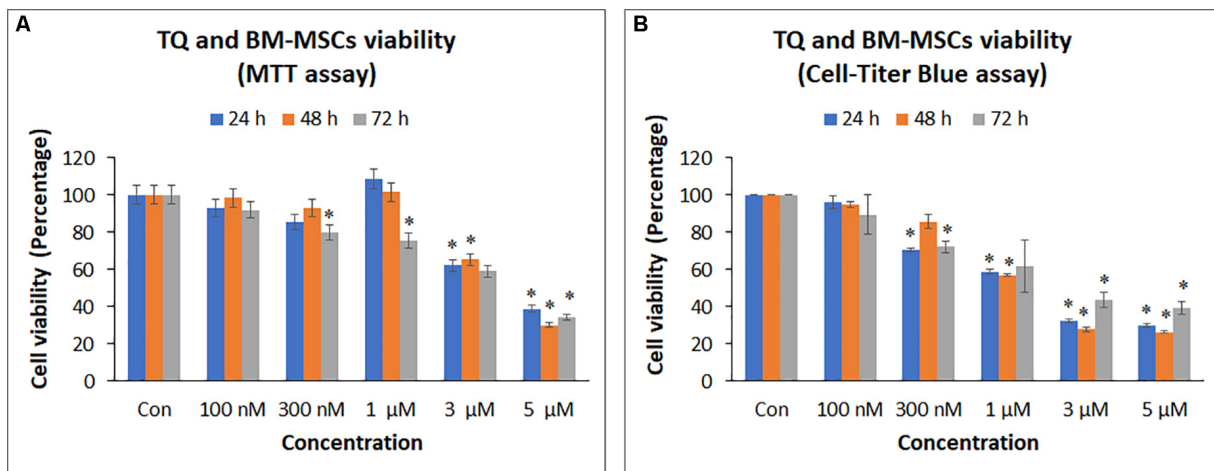 A
TQ and BM-MSCs viability
(MTT assay)
24 h 48 h 72 h
Cell viability (Percentage)
120
100
80
60
40
20
0
* * * * * * * *
Con 100 nM 300 nM 1 µM 3 µM 5 µM
Concentration
B
TQ and BM-MSCs viability
(Cell-Titer Blue assay)
24 h 48 h 72 h
Cell viability (Percentage)
120
100
80
60
40
20
0
* * * * * * * * * *
Con 100 nM 300 nM 1 µM 3 µM 5 µM
Concentration